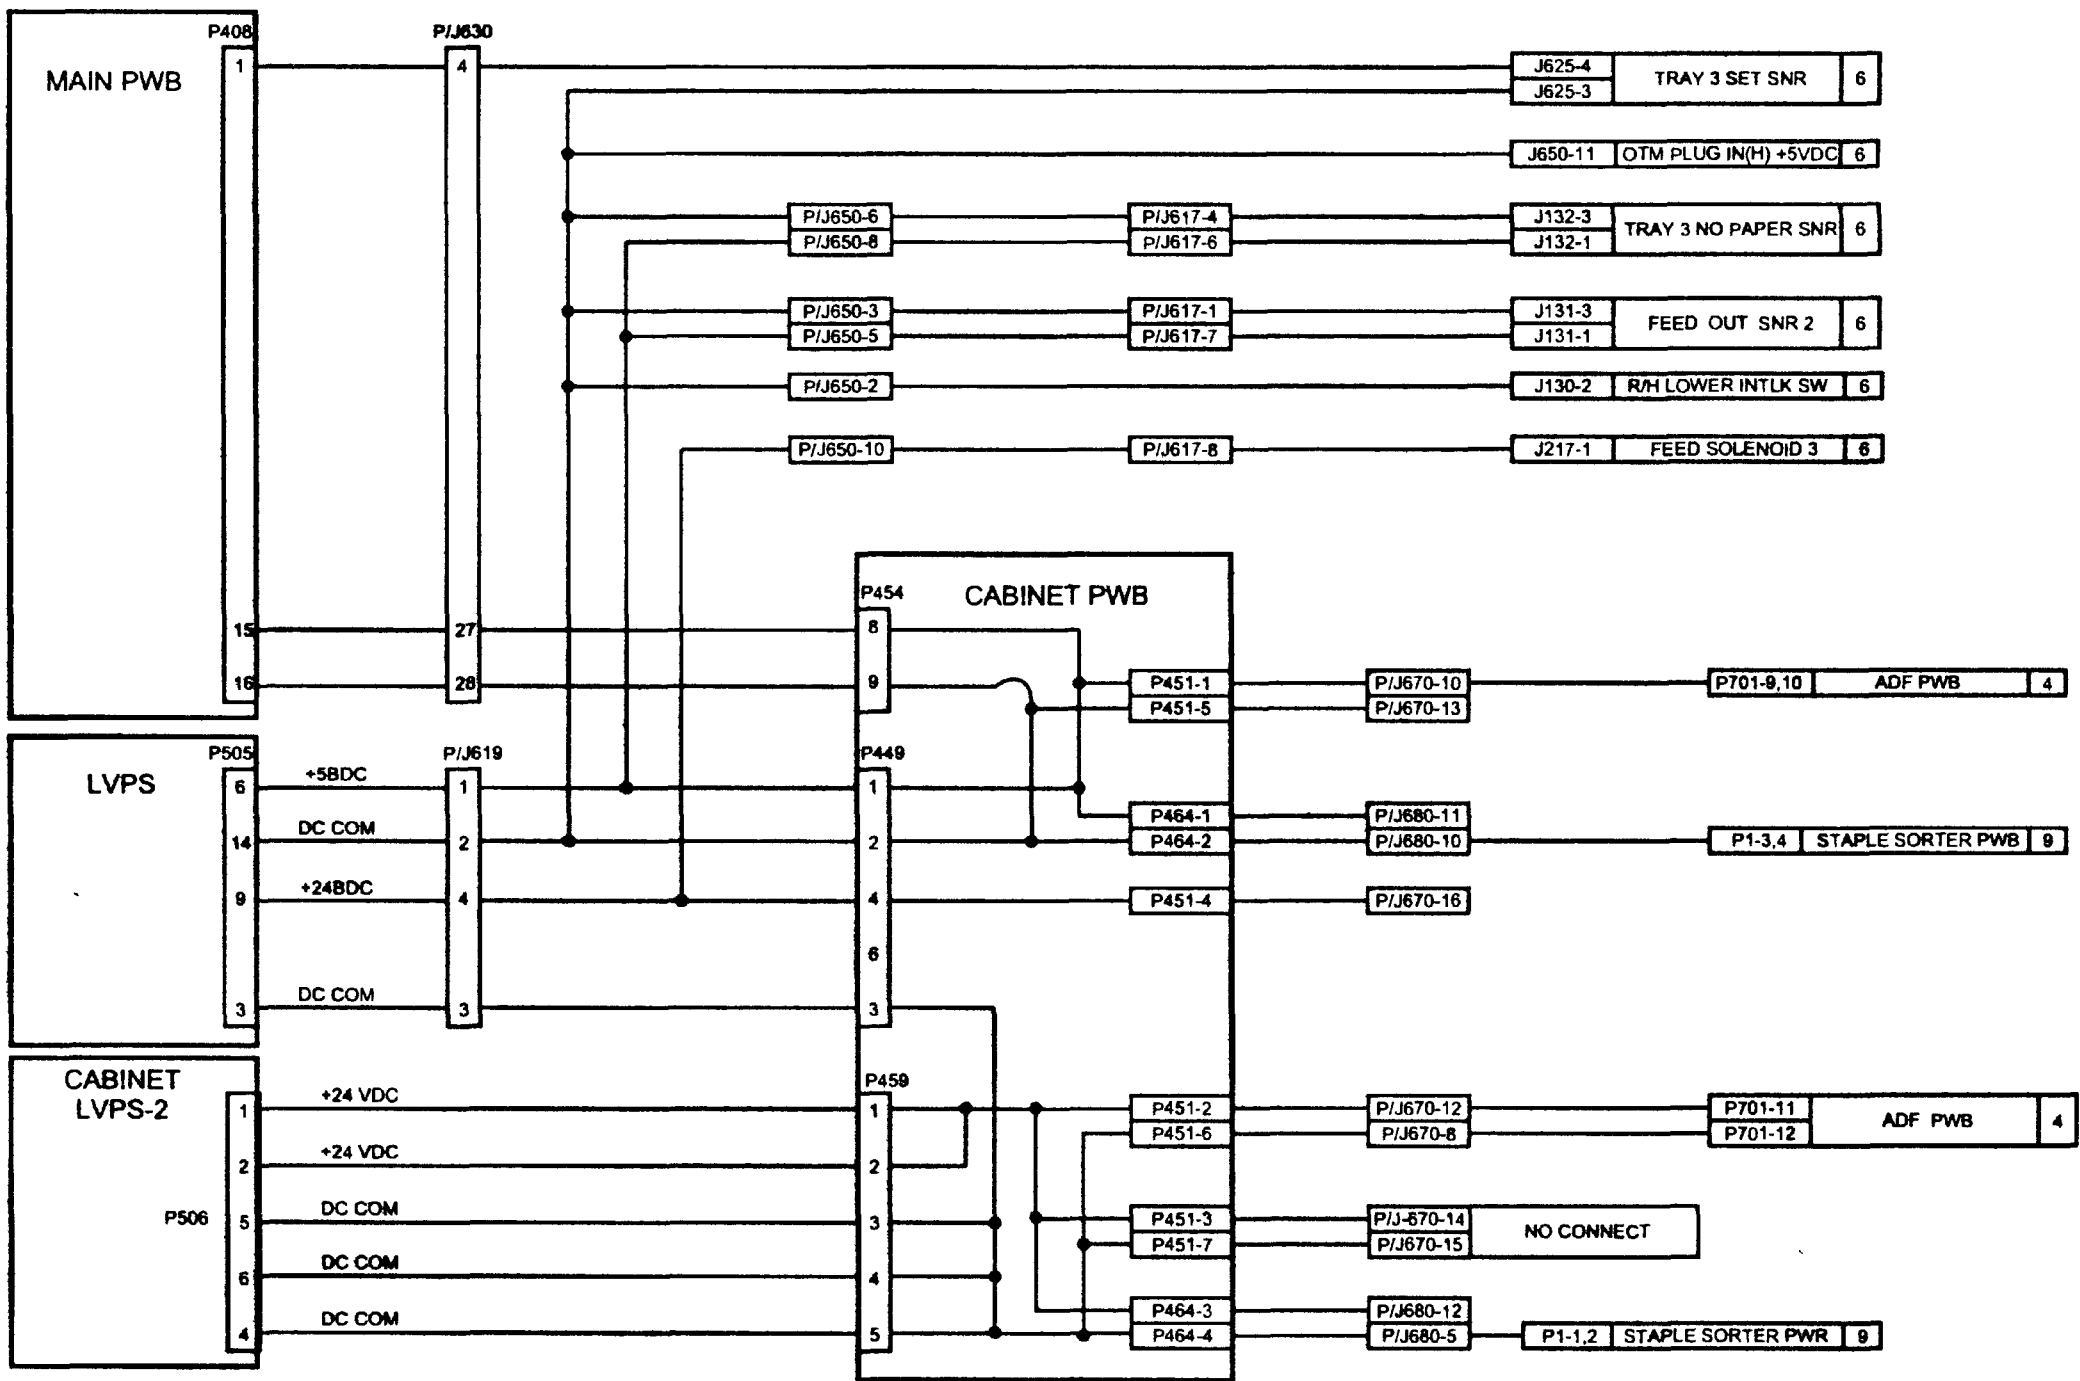 P408
P/J630
MAIN PWB
1
4
J625-4
TRAY 3 SET SNR
6
J625-3
J650-11
OTM PLUG IN(H) +5VDC
6
P/J650-6
P/J617-4
J132-3
TRAY 3 NO PAPER SNR
6
P/J650-8
P/J617-6
J132-1
P/J650-3
P/J617-1
J131-3
FEED OUT SNR 2
6
P/J650-5
P/J617-7
J131-1
P/J650-2
J130-2
R/H LOWER INTLK SW
6
P/J650-10
P/J617-8
J217-1
FEED SOLENOID 3
6
P454
CABINET PWB
15
27
8
16
28
9
P451-1
P/J670-10
P701-9,10
ADF PWB
4
P451-5
P/J670-13
P505
P/J619
P449
LVPS
6
+5BDC
1
1
P464-1
P/J680-11
14
DC COM
2
2
P464-2
P/J680-10
P1-3,4
STAPLE SORTER PWB
9
9
+24BDC
4
4
P451-4
P/J670-16
6
3
DC COM
3
3
CABINET
LVPS-2
P459
1
+24 VDC
1
P451-2
P/J670-12
P701-11
ADF PWB
4
P451-6
P/J670-8
P701-12
2
+24 VDC
2
P506
5
DC COM
3
P451-3
P/J-670-14
NO CONNECT
P451-7
P/J670-15
6
DC COM
4
P464-3
P/J680-12
4
DC COM
5
P464-4
P/J680-5
P1-1,2
STAPLE SORTER PWR
9